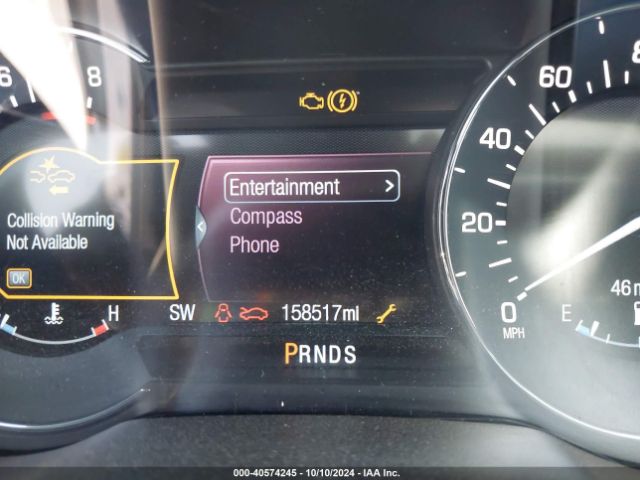 6 8
Collision Warning
Not Available
OK
H
Entertainment >
Compass
Phone
SW 158517mi
PRNDS
80
60
40
20
0
MPH
E
000-40574245 - 10/10/2024 - IAA Inc.